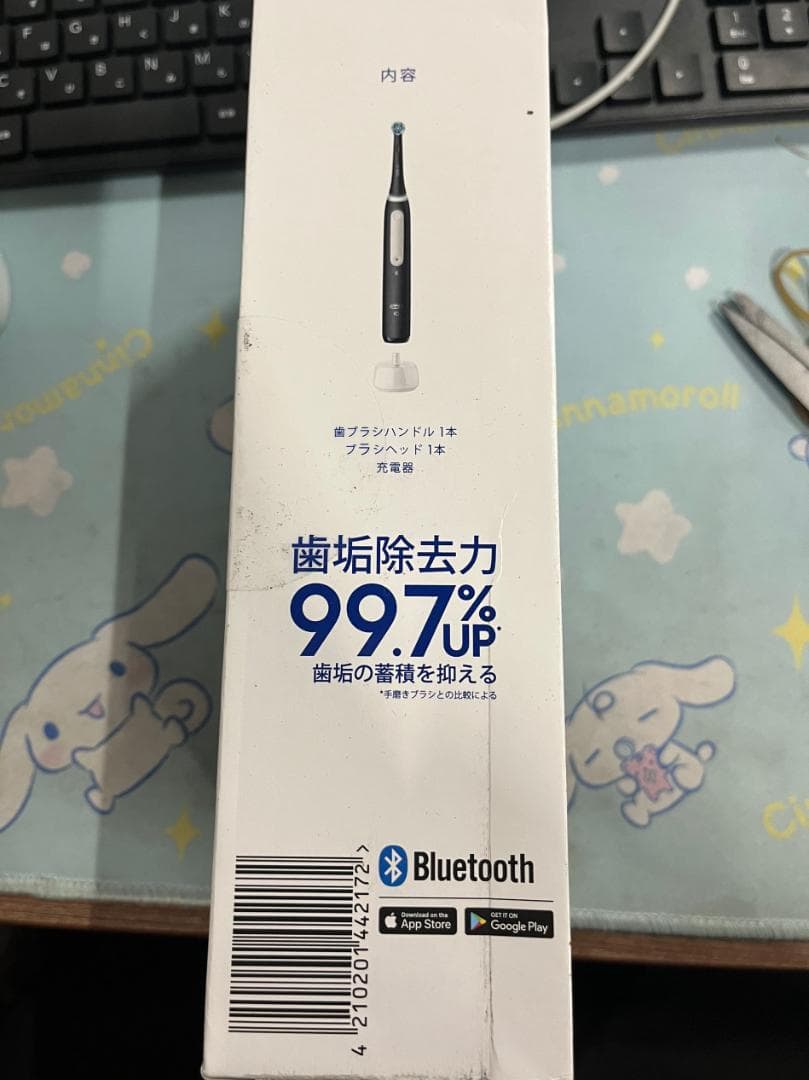 内容
歯ブラシハンドル 1本
ブラシヘッド 1本
充電器
歯垢除去力
99.7%UP*
歯垢の蓄積を抑える
*手磨きブラシとの比較による
Bluetooth
Download on the
App Store
GET IT ON
Google Play
4 210201 442172 >
Cinnamoroll
nnamoroll
F
G
H
J
K
C
V
B
N
M